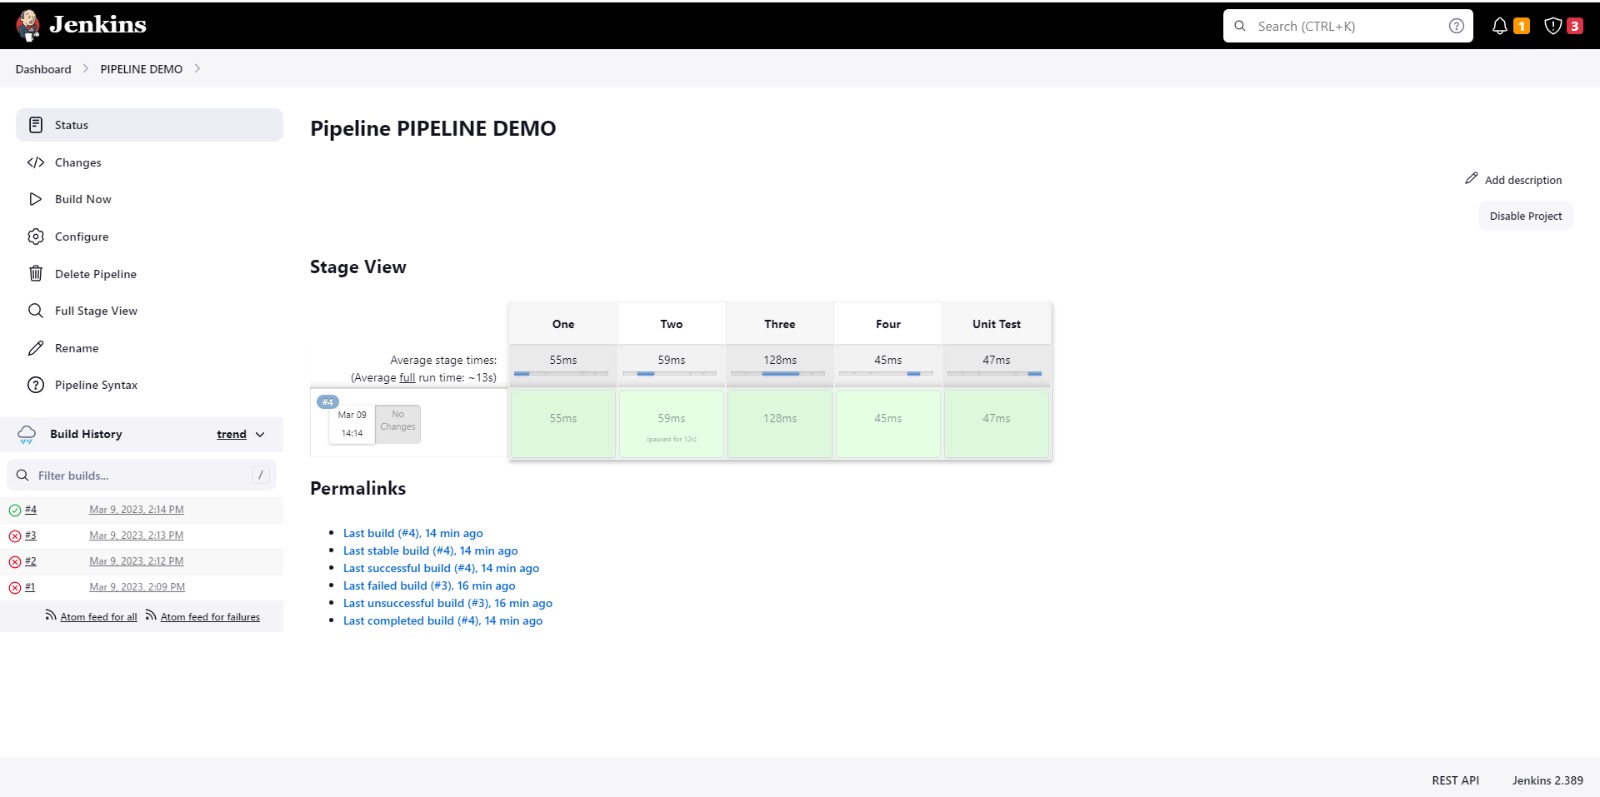 Jenkins
Search (CTRL+K)
?
1
3
Dashboard
PIPELINE DEMO
Status
Changes
Build Now
Configure
Delete Pipeline
Full Stage View
Rename
Pipeline Syntax
Build History
trend
Filter builds...
/
#4 Mar 9, 2023, 2:14 PM
#3 Mar 9, 2023, 2:13 PM
#2 Mar 9, 2023, 2:12 PM
#1 Mar 9, 2023, 2:09 PM
Atom feed for all Atom feed for failures
Pipeline PIPELINE DEMO
Add description
Disable Project
Stage View
One Two Three Four Unit Test
Average stage times: 55ms 59ms 128ms 45ms 47ms
(Average full run time: ~13s)
#4
Mar 09
14:14
No
Changes
55ms 59ms 128ms 45ms 47ms
(paused for 12s)
Permalinks
Last build (#4), 14 min ago
Last stable build (#4), 14 min ago
Last successful build (#4), 14 min ago
Last failed build (#3), 16 min ago
Last unsuccessful build (#3), 16 min ago
Last completed build (#4), 14 min ago
REST API Jenkins 2.389